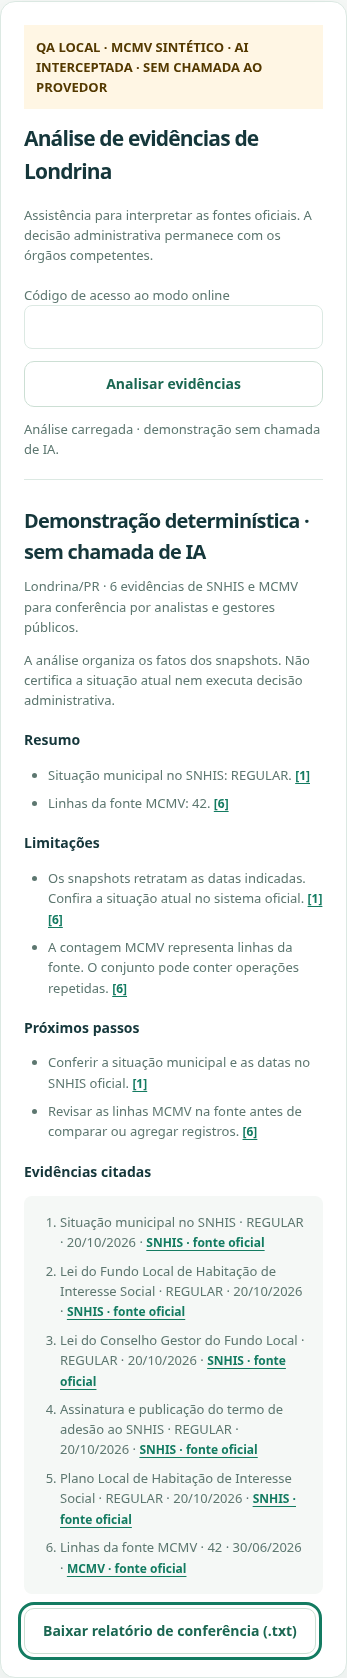 QA LOCAL · MCMV SINTÉTICO · AI
INTERCEPTADA · SEM CHAMADA AO
PROVEDOR
Análise de evidências de
Londrina
Assistência para interpretar as fontes oficiais. A
decisão administrativa permanece com os
órgãos competentes.
Código de acesso ao modo online
Analisar evidências
Análise carregada · demonstração sem chamada
de IA.
Demonstração determinística ·
sem chamada de IA
Londrina/PR · 6 evidências de SNHIS e MCMV
para conferência por analistas e gestores
públicos.
A análise organiza os fatos dos snapshots. Não
certifica a situação atual nem executa decisão
administrativa.
Resumo
• Situação municipal no SNHIS: REGULAR. [1]
• Linhas da fonte MCMV: 42. [6]
Limitações
• Os snapshots retratam as datas indicadas.
Confira a situação atual no sistema oficial. [1]
[6]
• A contagem MCMV representa linhas da
fonte. O conjunto pode conter operações
repetidas. [6]
Próximos passos
• Conferir a situação municipal e as datas no
SNHIS oficial. [1]
• Revisar as linhas MCMV na fonte antes de
comparar ou agregar registros. [6]
Evidências citadas
1. Situação municipal no SNHIS · REGULAR
· 20/10/2026 · SNHIS · fonte oficial
2. Lei do Fundo Local de Habitação de
Interesse Social · REGULAR · 20/10/2026
· SNHIS · fonte oficial
3. Lei do Conselho Gestor do Fundo Local ·
REGULAR · 20/10/2026 · SNHIS · fonte
oficial
4. Assinatura e publicação do termo de
adesão ao SNHIS · REGULAR ·
20/10/2026 · SNHIS · fonte oficial
5. Plano Local de Habitação de Interesse
Social · REGULAR · 20/10/2026 · SNHIS ·
fonte oficial
6. Linhas da fonte MCMV · 42 · 30/06/2026
· MCMV · fonte oficial
Baixar relatório de conferência (.txt)